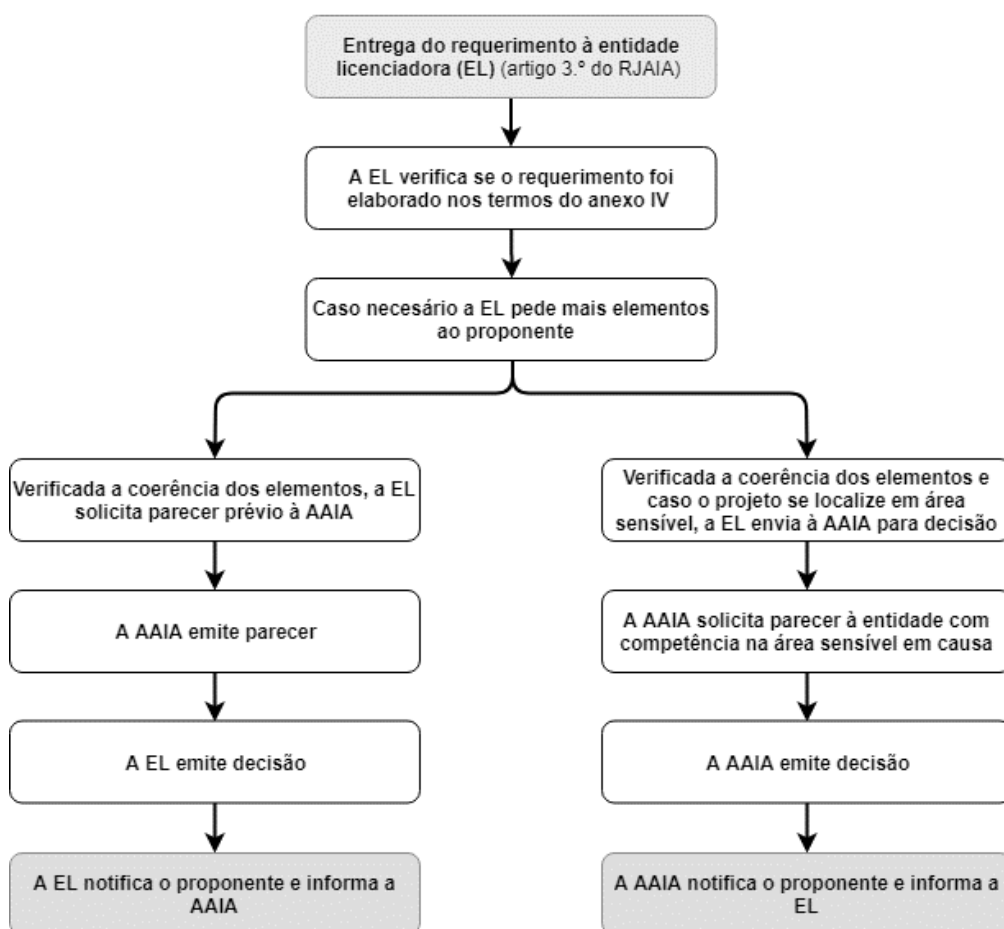 Entrega do requerimento à entidade
licenciadora (EL) (artigo 3.º do RJAIA)
A EL verifica se o requerimento foi
elaborado nos termos do anexo IV
Caso necesário a EL pede mais elementos
ao proponente
Verificada a coerência dos elementos, a EL
solicita parecer prévio à AAIA
A AAIA emite parecer
A EL emite decisão
A EL notifica o proponente e informa a
AAIA
Verificada a coerência dos elementos e
caso o projeto se localize em área
sensível, a EL envia à AAIA para decisão
A AAIA solicita parecer à entidade com
competência na área sensível em causa
A AAIA emite decisão
A AAIA notifica o proponente e informa a
EL